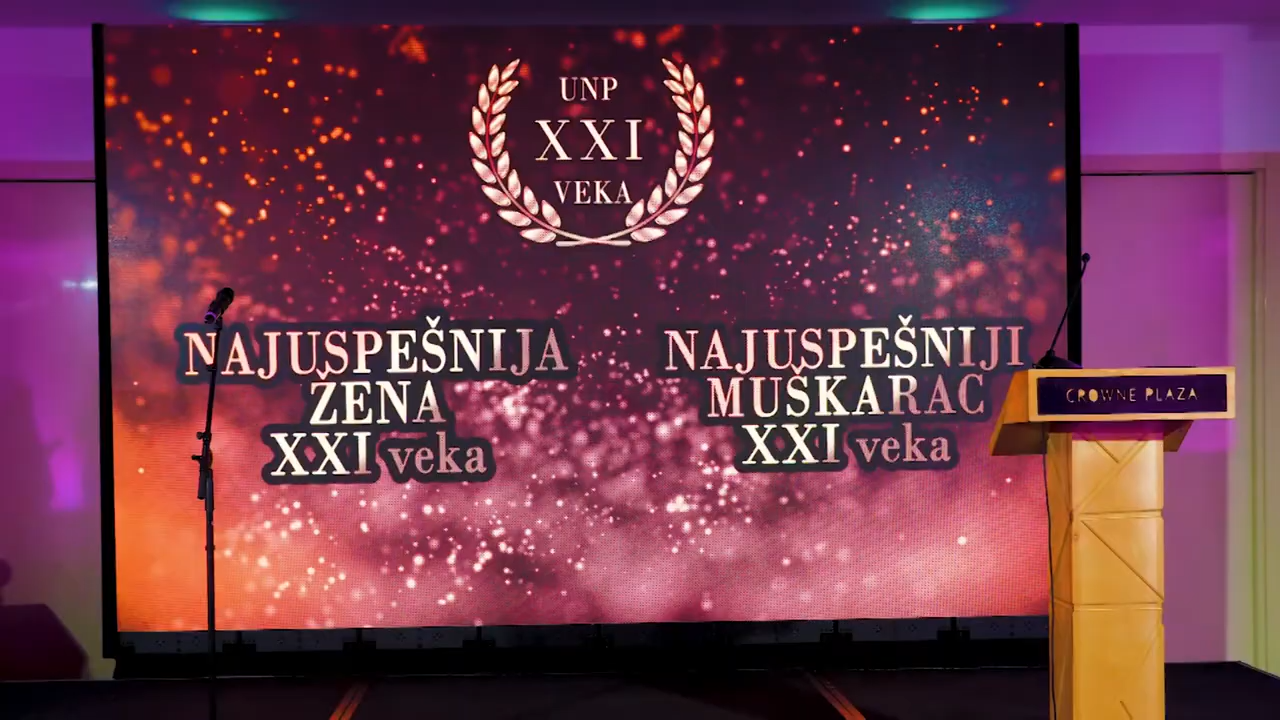 UNP
XXI
VEKA
NAJUSPEŠNIJA
ŽENA
XXI veka
NAJUSPEŠNIJI
MUŠKARAC
XXI veka
CROWNE PLAZA